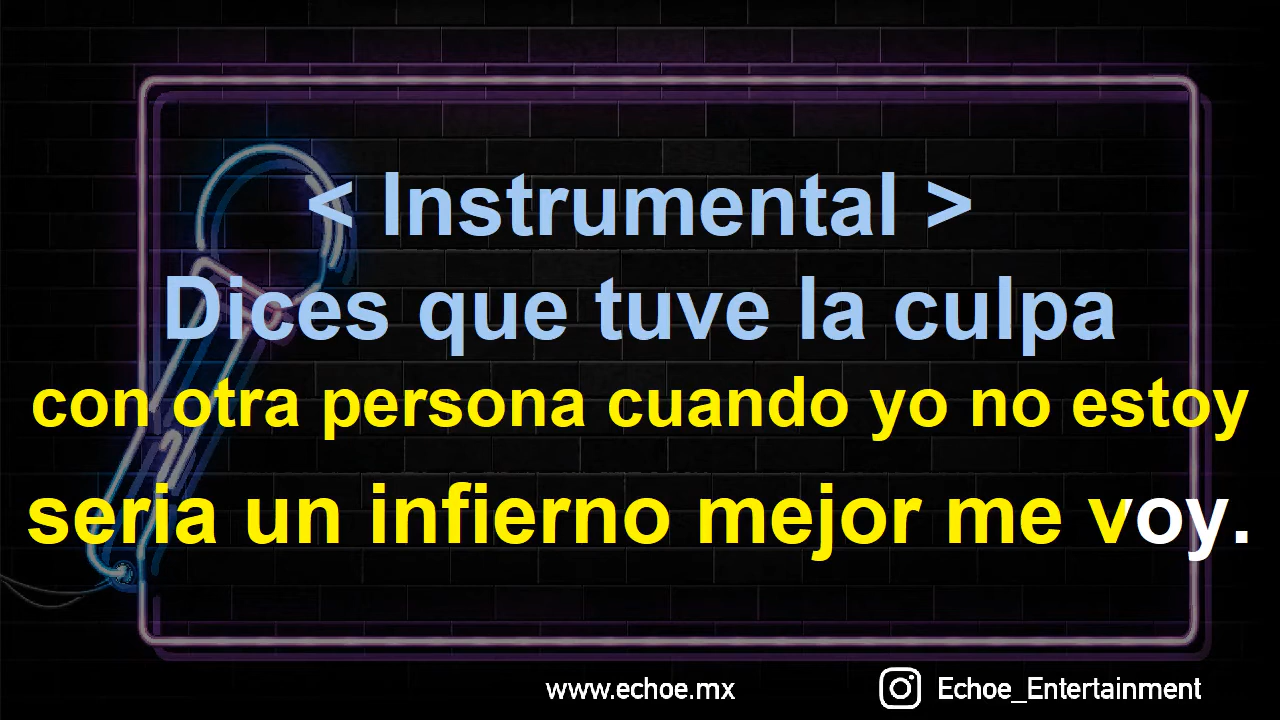 < Instrumental >
Dices que tuve la culpa
con otra persona cuando yo no estoy
seria un infierno mejor me voy.
www.echoe.mx
Echoe_Entertainment